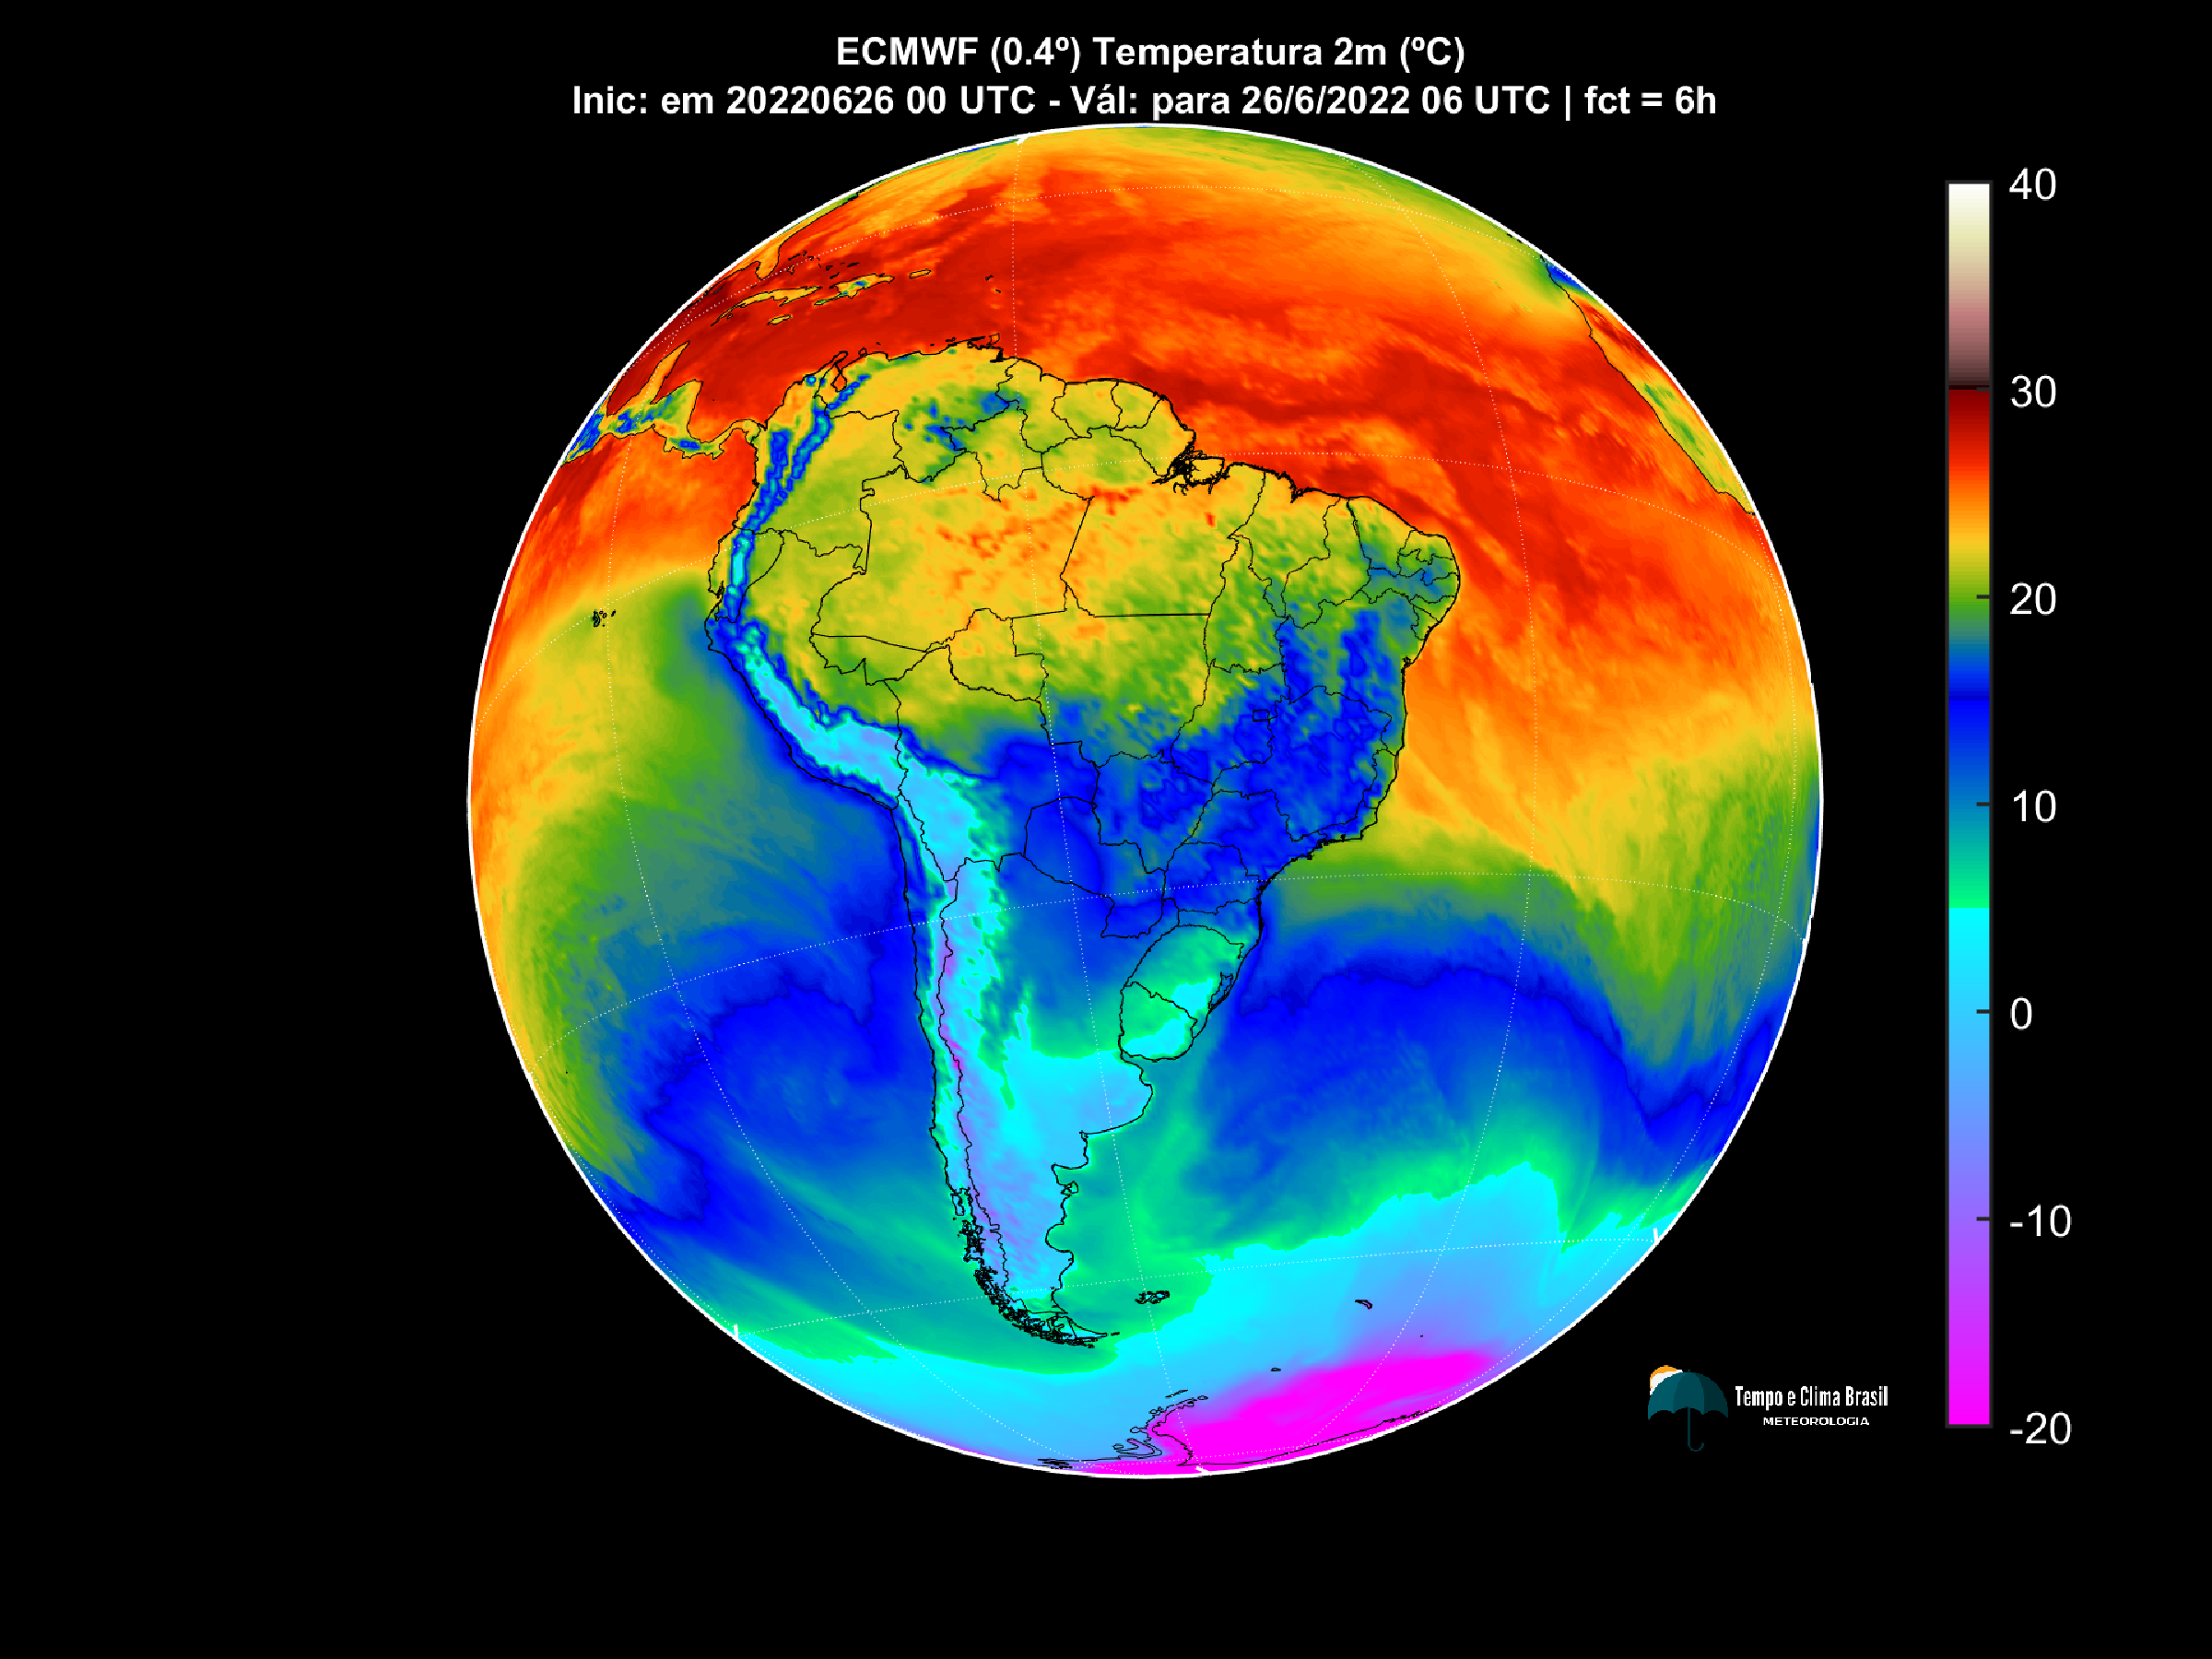 ECMWF (0.4º) Temperatura 2m (ºC)
Inic: em 20220626 00 UTC - Vál: para 26/6/2022 06 UTC | fct = 6h
40
30
20
10
0
-10
-20
Tempo e Clima Brasil
METEOROLOGIA